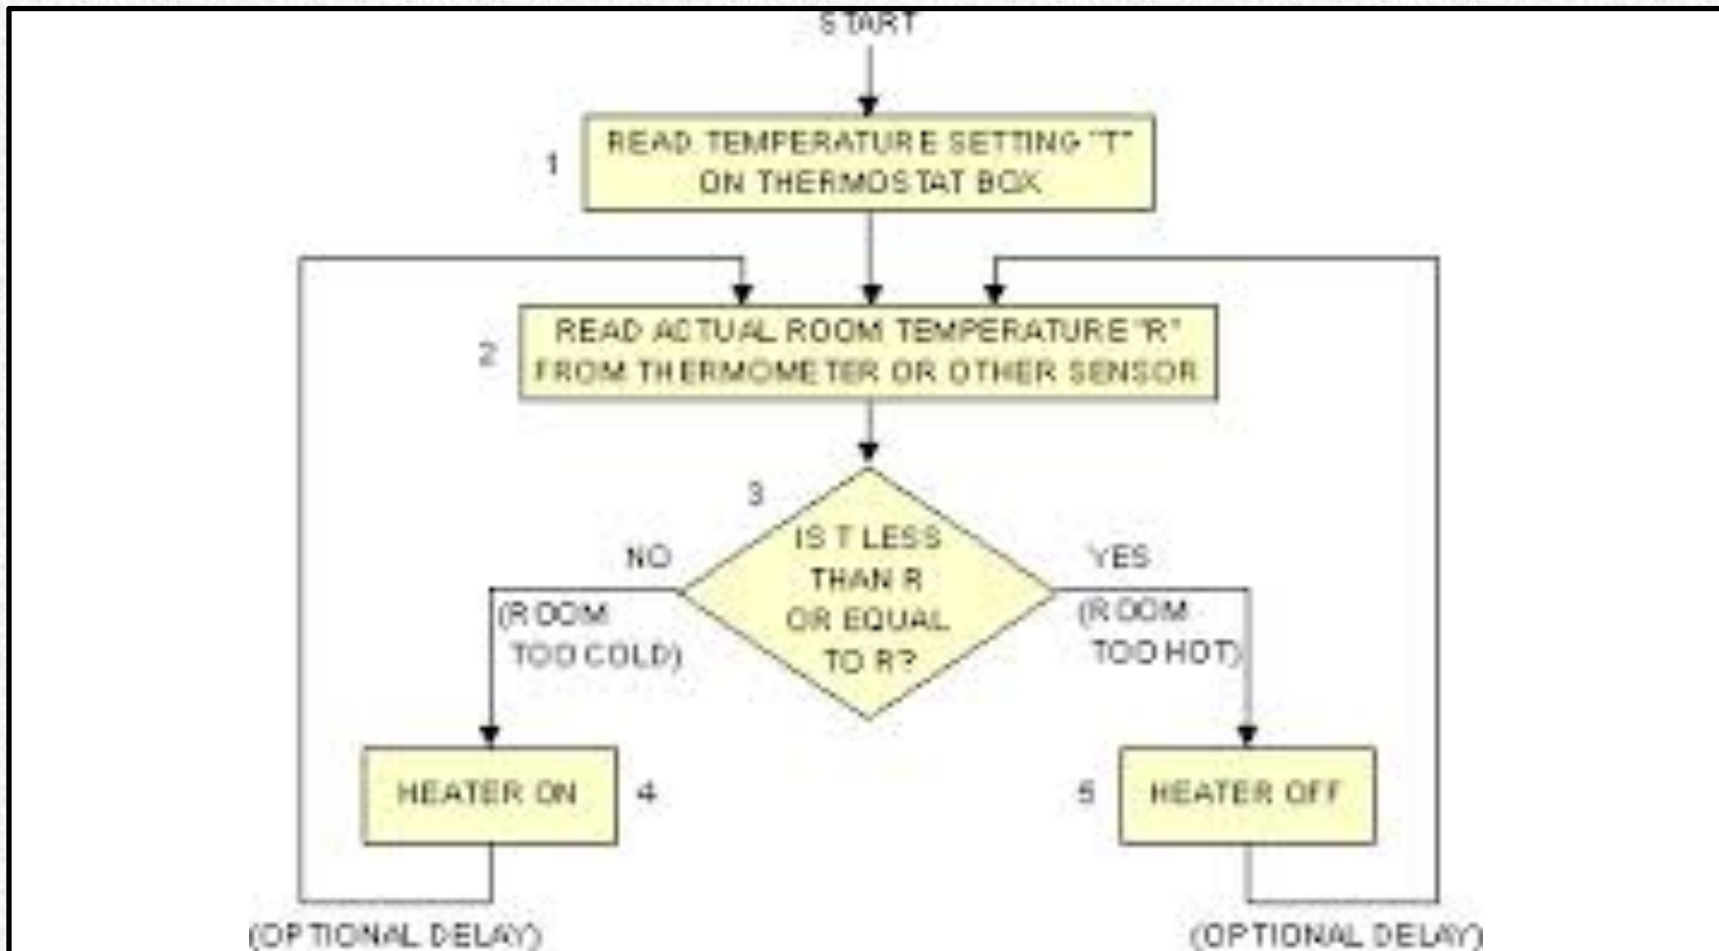 START
1
READ TEMPERATURE SETTING "T"
ON THERMOSTAT BOX
2
READ ACTUAL ROOM TEMPERATURE "R"
FROM THERMOMETER OR OTHER SENSOR
3
IS T LESS
THAN R
OR EQUAL
TO R?
NO
(ROOM
TOO COLD)
YES
(ROOM
TOO HOT)
HEATER ON
4
5
HEATER OFF
(OPTIONAL DELAY)
(OPTIONAL DELAY)